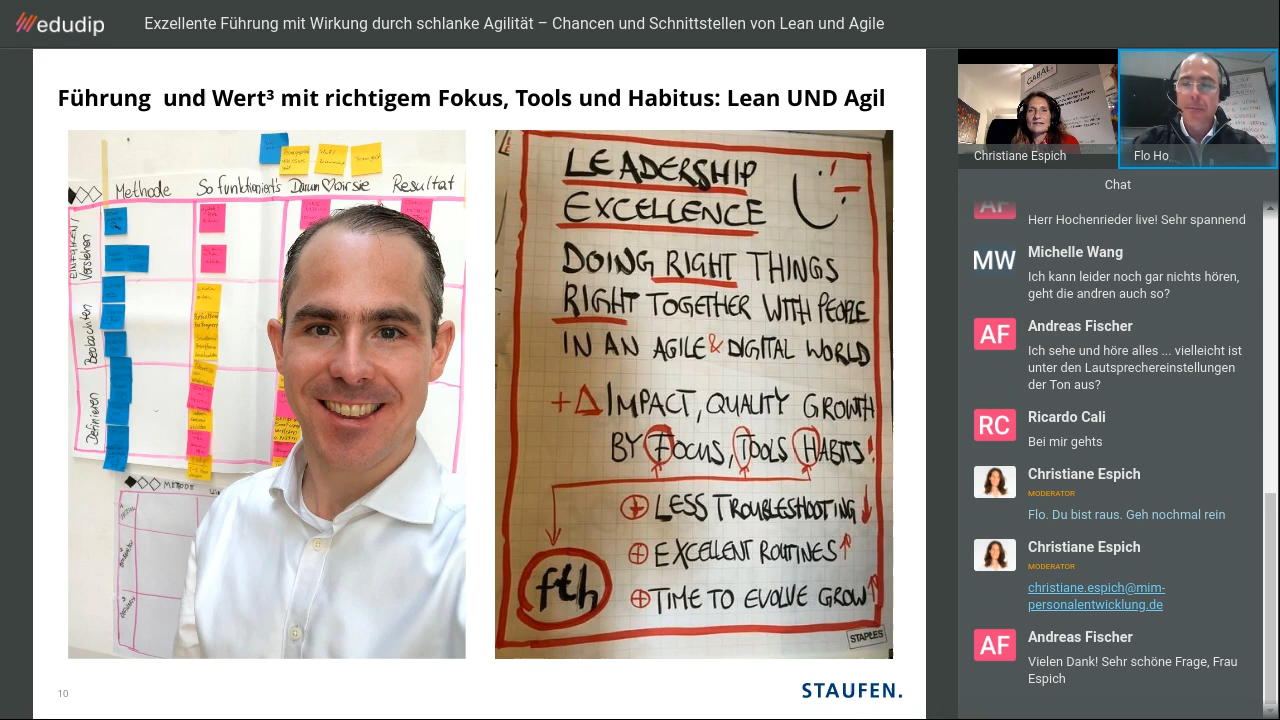 edudip
Exzellente Führung mit Wirkung durch schlanke Agilität – Chancen und Schnittstellen von Lean und Agile
Führung und Wert³ mit richtigem Fokus, Tools und Habitus: Lean UND Agil
Methode So funktioniert's Darum wir sie Resultat
Verstehen
Beobachten
Definieren
METHODE
LEADERSHIP
EXCELLENCE
DOING RIGHT THINGS
RIGHT TOGETHER WITH PEOPLE
IN AN AGILE & DIGITAL WORLD
+Δ IMPACT, QUALITY GROWTH
BY FOCUS, TOOLS HABITS!
⊕ LESS TROUBLESHOOTING ↓
⊕ EXCELLENT ROUTINES ↑
⊕ TIME TO EVOLVE GROW ↑
fth
STAPLES
10
STAUFEN.
GABAL
Christiane Espich
Flo Ho
Chat
AF
Herr Hochenrieder live! Sehr spannend
MW
Michelle Wang
Ich kann leider noch gar nichts hören,
geht die andren auch so?
AF
Andreas Fischer
Ich sehe und höre alles ... vielleicht ist
unter den Lautsprechereinstellungen
der Ton aus?
RC
Ricardo Cali
Bei mir gehts
Christiane Espich
MODERATOR
Flo. Du bist raus. Geh nochmal rein
Christiane Espich
MODERATOR
christiane.espich@mim-
personalentwicklung.de
AF
Andreas Fischer
Vielen Dank! Sehr schöne Frage, Frau
Espich